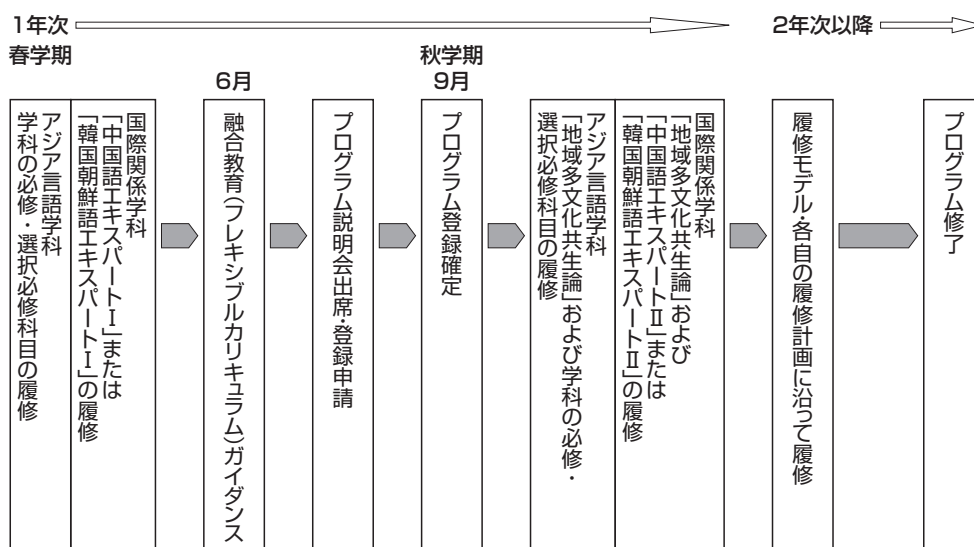 1年次
2年次以降
春学期
秋学期
6月
9月
国際関係学科
「中国語エキスパートⅠ」または
「韓国朝鮮語エキスパートⅠ」の履修
アジア言語学科
学科の必修・選択必修科目の履修
融合教育(フレキシブルカリキュラム)ガイダンス
プログラム説明会出席・登録申請
プログラム登録確定
国際関係学科
「地域多文化共生論」および
「中国語エキスパートⅡ」または
「韓国朝鮮語エキスパートⅡ」の履修
アジア言語学科
「地域多文化共生論」および学科の必修・
選択必修科目の履修
履修モデル・各自の履修計画に沿って履修
プログラム修了